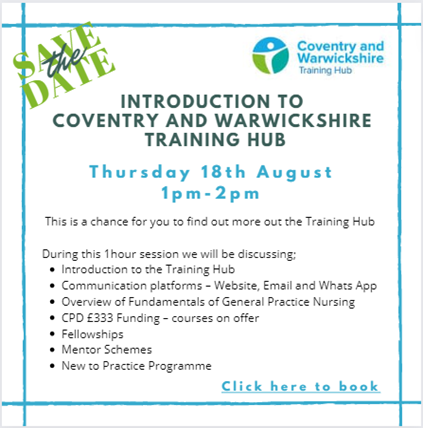 SAVE
the
DATE
Coventry and
Warwickshire
Training Hub
INTRODUCTION TO
COVENTRY AND WARWICKSHIRE
TRAINING HUB
Thursday 18th August
1pm-2pm
This is a chance for you to find out more out the Training Hub
During this 1hour session we will be discussing;
• Introduction to the Training Hub
• Communication platforms – Website, Email and Whats App
• Overview of Fundamentals of General Practice Nursing
• CPD £333 Funding – courses on offer
• Fellowships
• Mentor Schemes
• New to Practice Programme
Click here to book